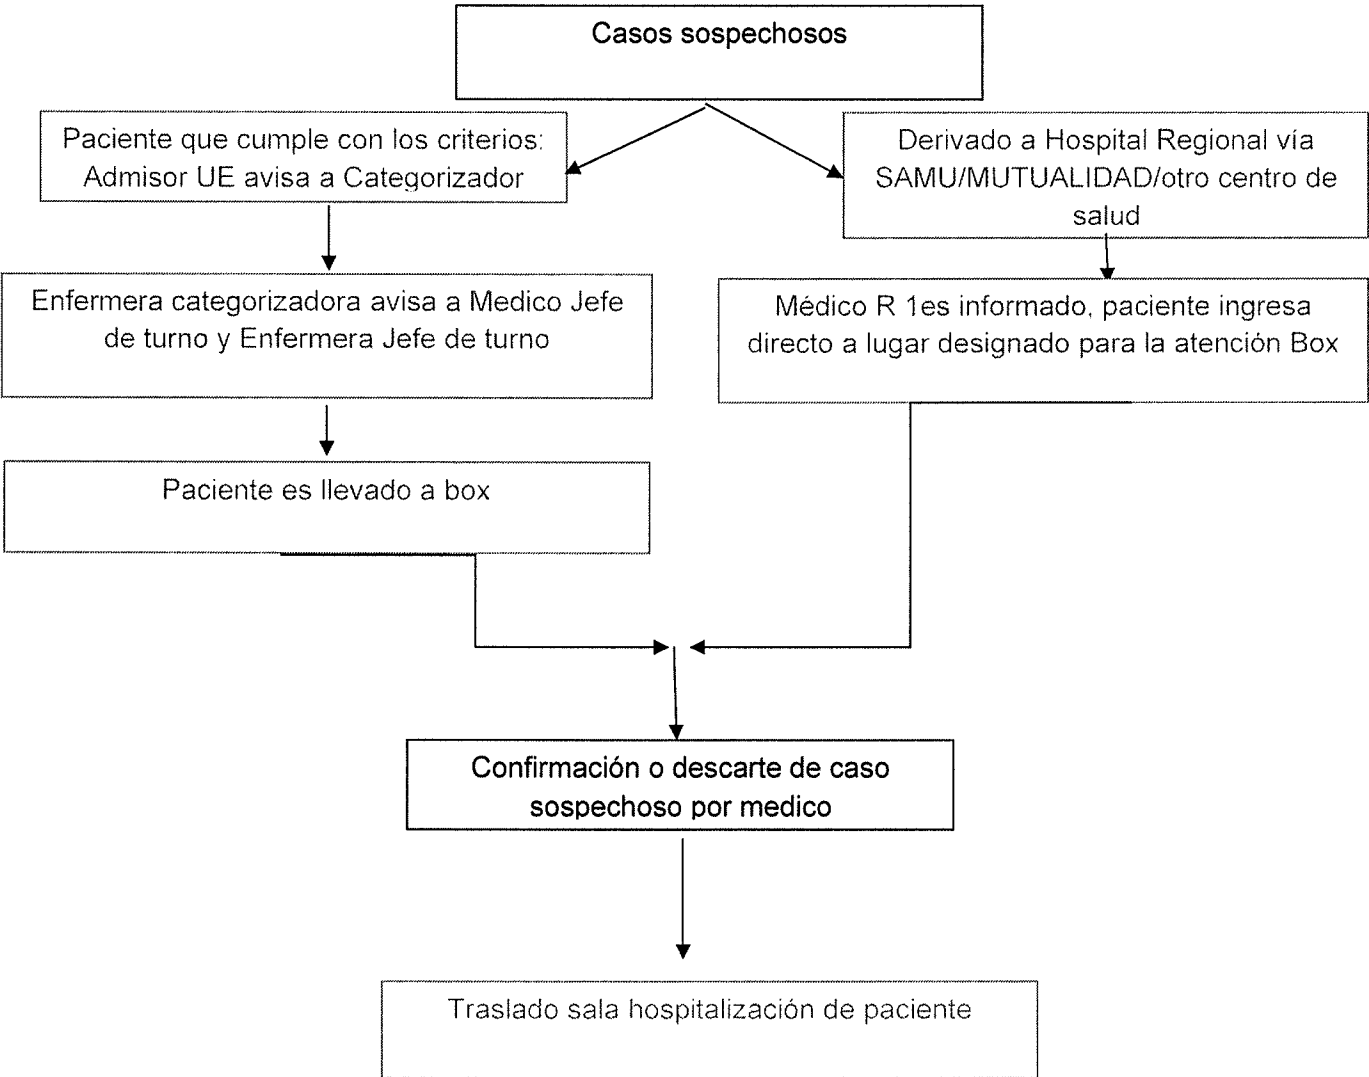 Casos sospechosos
Paciente que cumple con los criterios:
Admisor UE avisa a Categorizador
Derivado a Hospital Regional vía
SAMU/MUTUALIDAD/otro centro de
salud
Enfermera categorizadora avisa a Medico Jefe
de turno y Enfermera Jefe de turno
Médico R 1es informado, paciente ingresa
directo a lugar designado para la atención Box
Paciente es llevado a box
Confirmación o descarte de caso
sospechoso por medico
Traslado sala hospitalización de paciente